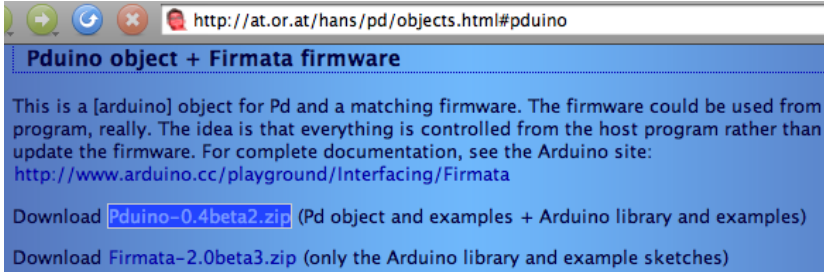 http://at.or.at/hans/pd/objects.html#pduino
Pduino object + Firmata firmware
This is a [arduino] object for Pd and a matching firmware. The firmware could be used from
program, really. The idea is that everything is controlled from the host program rather than
update the firmware. For complete documentation, see the Arduino site:
http://www.arduino.cc/playground/Interfacing/Firmata
Download Pduino-0.4beta2.zip (Pd object and examples + Arduino library and examples)
Download Firmata-2.0beta3.zip (only the Arduino library and example sketches)